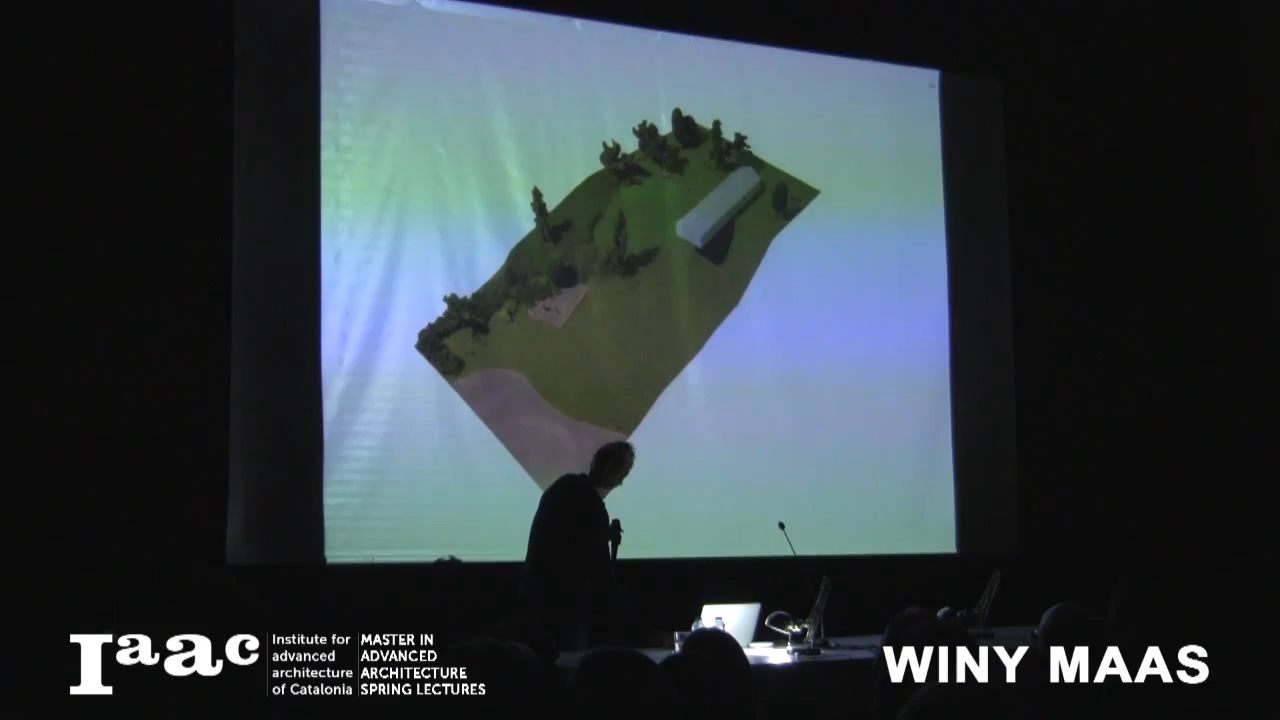 Iaac
Institute for
advanced
architecture
of Catalonia
MASTER IN
ADVANCED
ARCHITECTURE
SPRING LECTURES
WINY MAAS